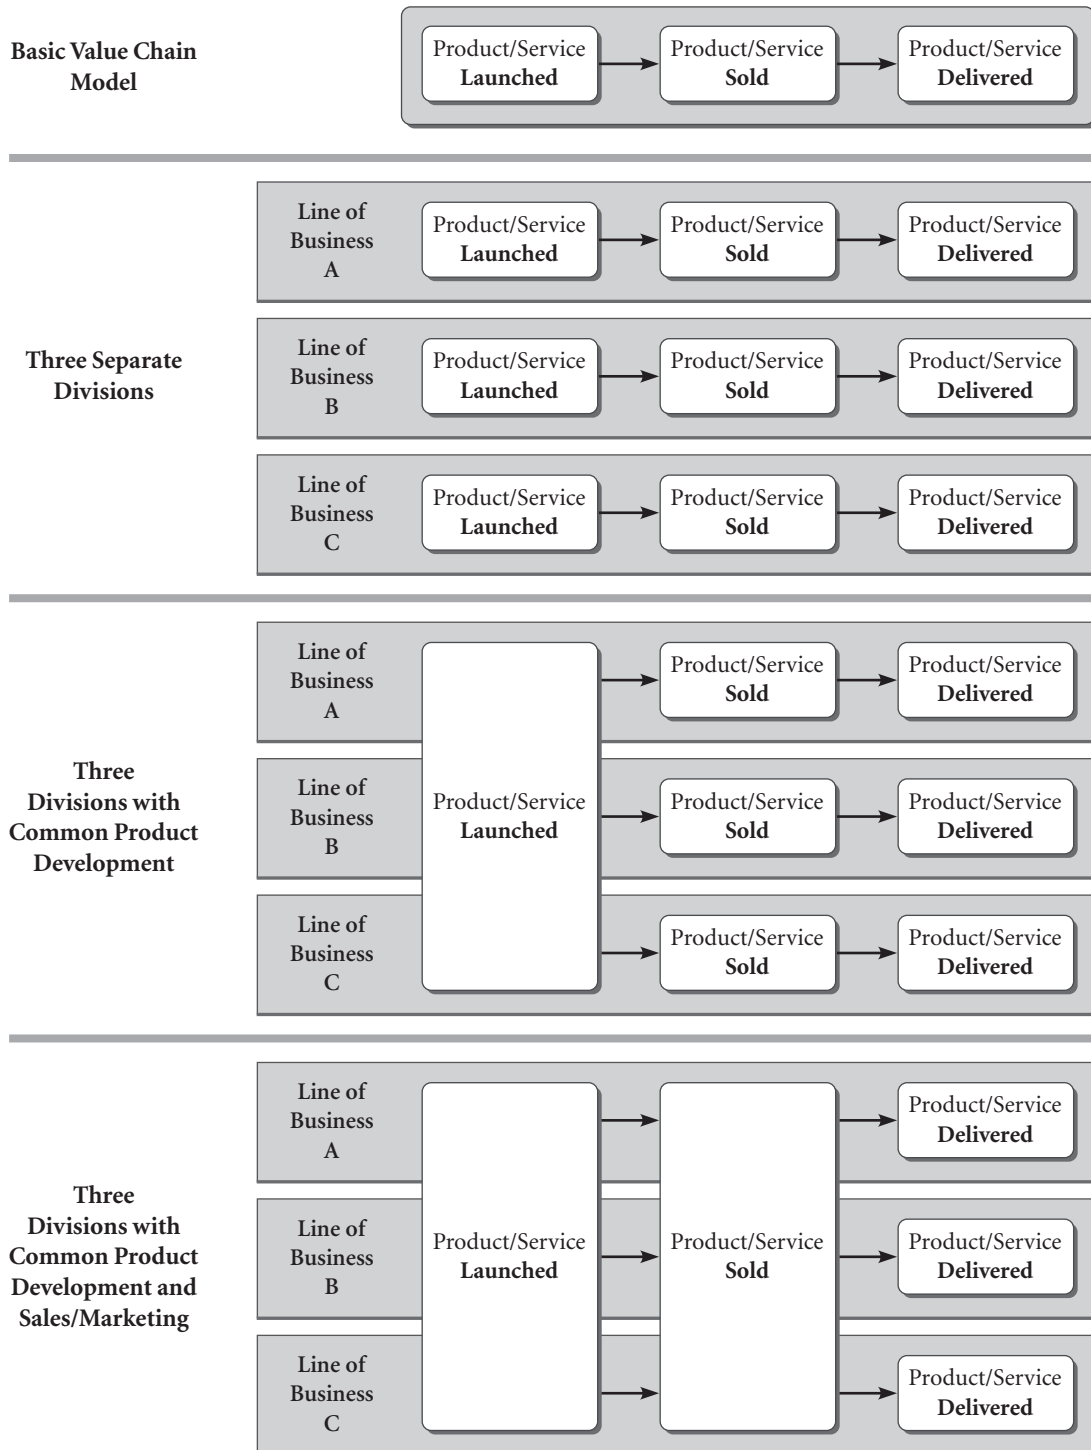 Basic Value Chain
Model
Product/Service
Launched
Product/Service
Sold
Product/Service
Delivered
Three Separate
Divisions
Line of
Business
A
Product/Service
Launched
Product/Service
Sold
Product/Service
Delivered
Line of
Business
B
Product/Service
Launched
Product/Service
Sold
Product/Service
Delivered
Line of
Business
C
Product/Service
Launched
Product/Service
Sold
Product/Service
Delivered
Three
Divisions with
Common Product
Development
Line of
Business
A
Product/Service
Sold
Product/Service
Delivered
Line of
Business
B
Product/Service
Launched
Product/Service
Sold
Product/Service
Delivered
Line of
Business
C
Product/Service
Sold
Product/Service
Delivered
Three
Divisions with
Common Product
Development and
Sales/Marketing
Line of
Business
A
Product/Service
Delivered
Line of
Business
B
Product/Service
Launched
Product/Service
Sold
Product/Service
Delivered
Line of
Business
C
Product/Service
Delivered